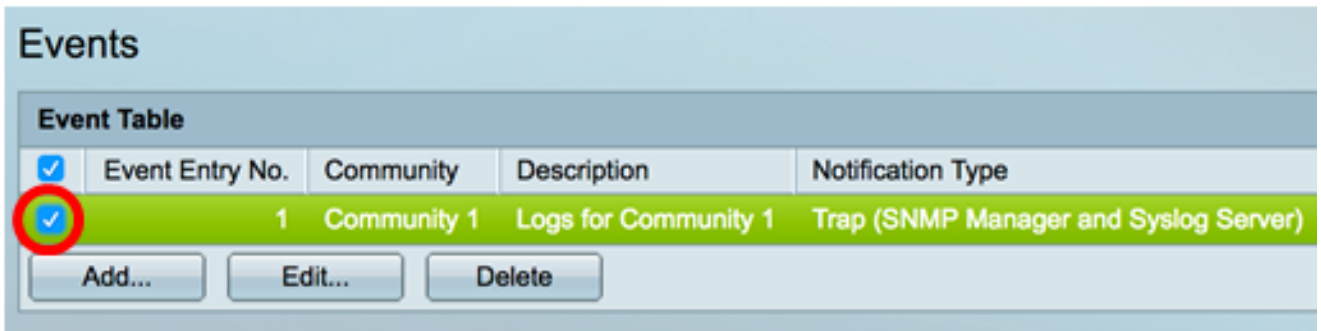 Events
Event Table
Event Entry No. Community Description Notification Type
1 Community 1 Logs for Community 1 Trap (SNMP Manager and Syslog Server)
Add... Edit... Delete